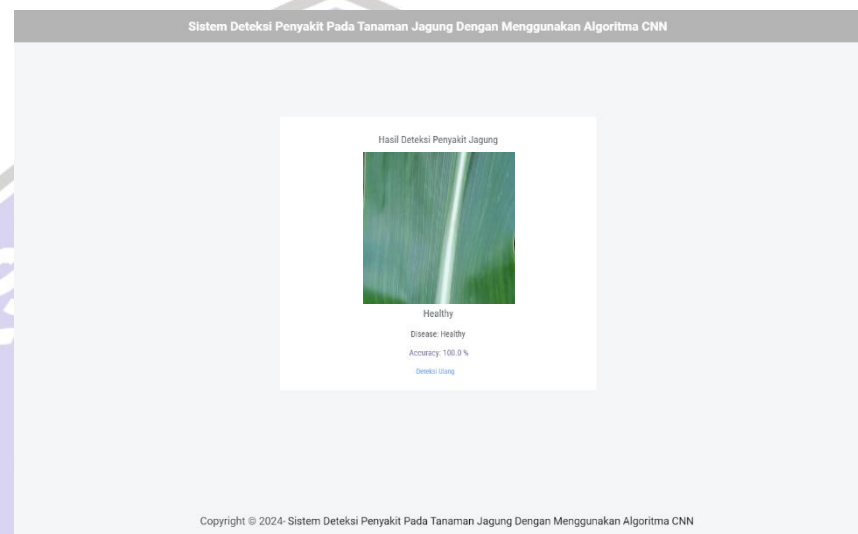 Sistem Deteksi Penyakit Pada Tanaman Jagung Dengan Menggunakan Algoritma CNN
Hasil Deteksi Penyakit Jagung
Healthy
Disease: Healthy
Accuracy: 100.0 %
Deteksi Ulang
Copyright © 2024- Sistem Deteksi Penyakit Pada Tanaman Jagung Dengan Menggunakan Algoritma CNN